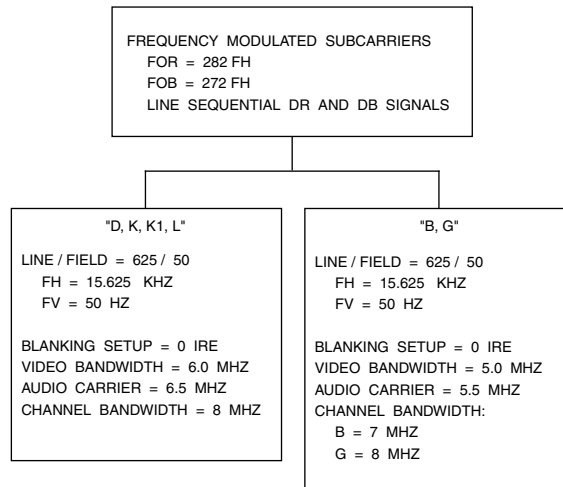 FREQUENCY MODULATED SUBCARRIERS
FOR = 282 FH
FOB = 272 FH
LINE SEQUENTIAL DR AND DB SIGNALS
"D, K, K1, L"
LINE / FIELD = 625 / 50
FH = 15.625 KHZ
FV = 50 HZ
BLANKING SETUP = 0 IRE
VIDEO BANDWIDTH = 6.0 MHZ
AUDIO CARRIER = 6.5 MHZ
CHANNEL BANDWIDTH = 8 MHZ
"B, G"
LINE / FIELD = 625 / 50
FH = 15.625 KHZ
FV = 50 HZ
BLANKING SETUP = 0 IRE
VIDEO BANDWIDTH = 5.0 MHZ
AUDIO CARRIER = 5.5 MHZ
CHANNEL BANDWIDTH:
B = 7 MHZ
G = 8 MHZ